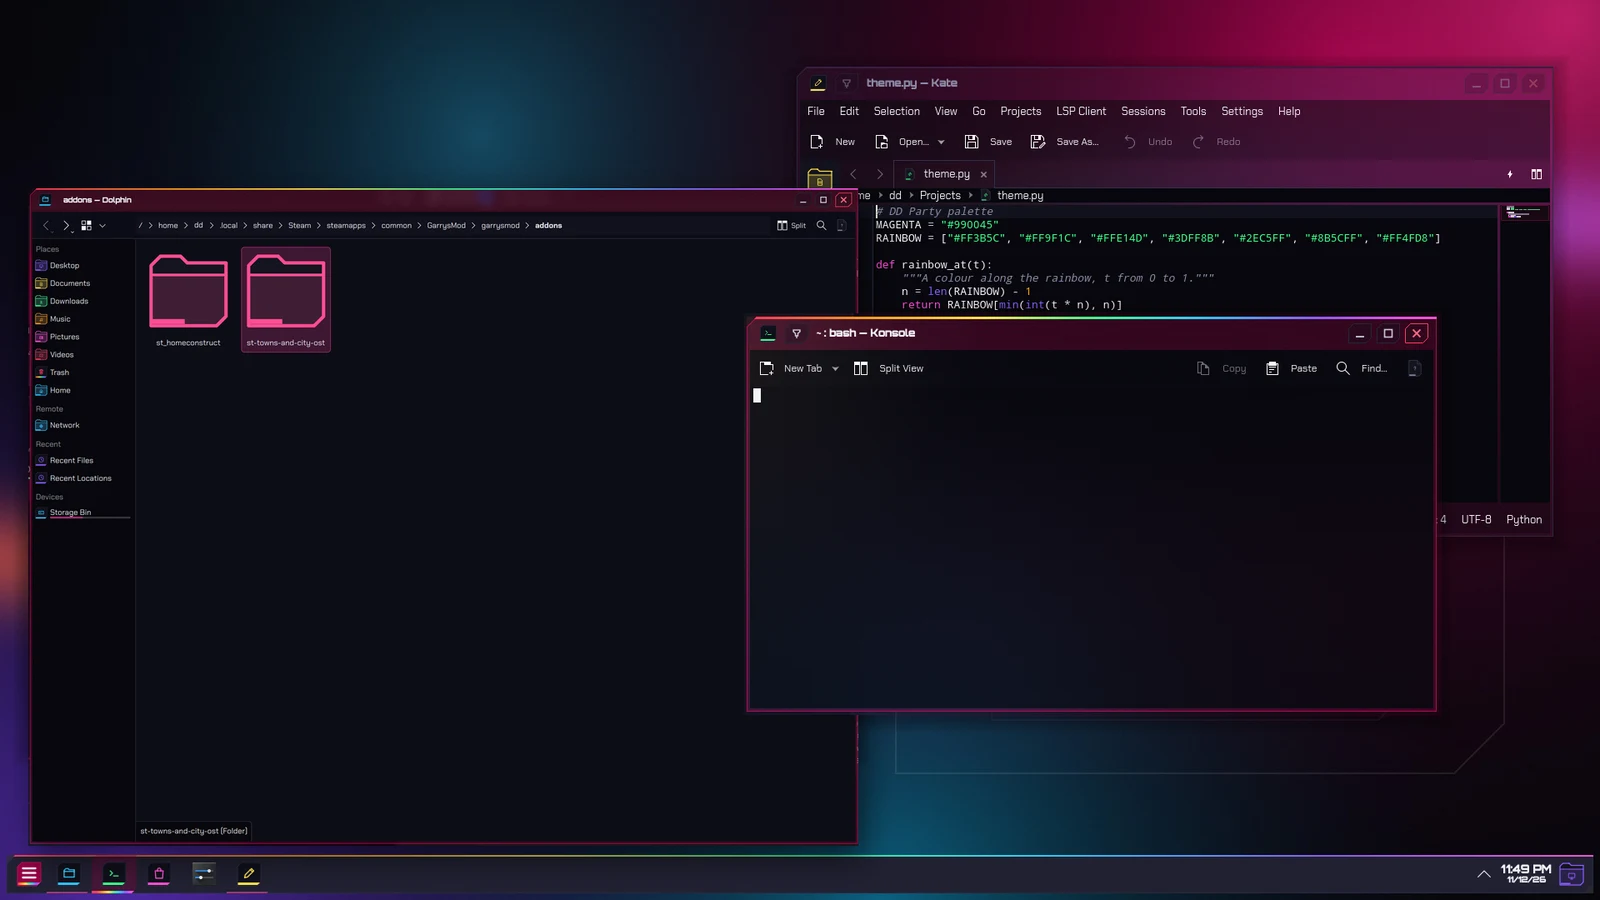 theme.py — Kate
File Edit Selection View Go Projects LSP Client Sessions Tools Settings Help
New Open... Save Save As... Undo Redo
theme.py
dd Projects theme.py
# DD Party palette
MAGENTA = "#990045"
RAINBOW = ["#FF3B5C", "#FF9F1C", "#FFE14D", "#3DFF8B", "#2EC5FF", "#8B5CFF", "#FF4FD8"]
def rainbow_at(t):
"""A colour along the rainbow, t from 0 to 1."""
n = len(RAINBOW) - 1
return RAINBOW[min(int(t * n), n)]
4 UTF-8 Python
addons — Dolphin
/ home dd .local share Steam steamapps common GarrysMod garrysmod addons Split
Places
Desktop
Documents
Downloads
Music
Pictures
Videos
Trash
Home
Remote
Network
Recent
Recent Files
Recent Locations
Devices
Storage Bin
st_homeconstruct
st-towns-and-city-ost
st-towns-and-city-ost (Folder)
~ : bash — Konsole
New Tab Split View Copy Paste Find...
11:49 PM
11/12/26